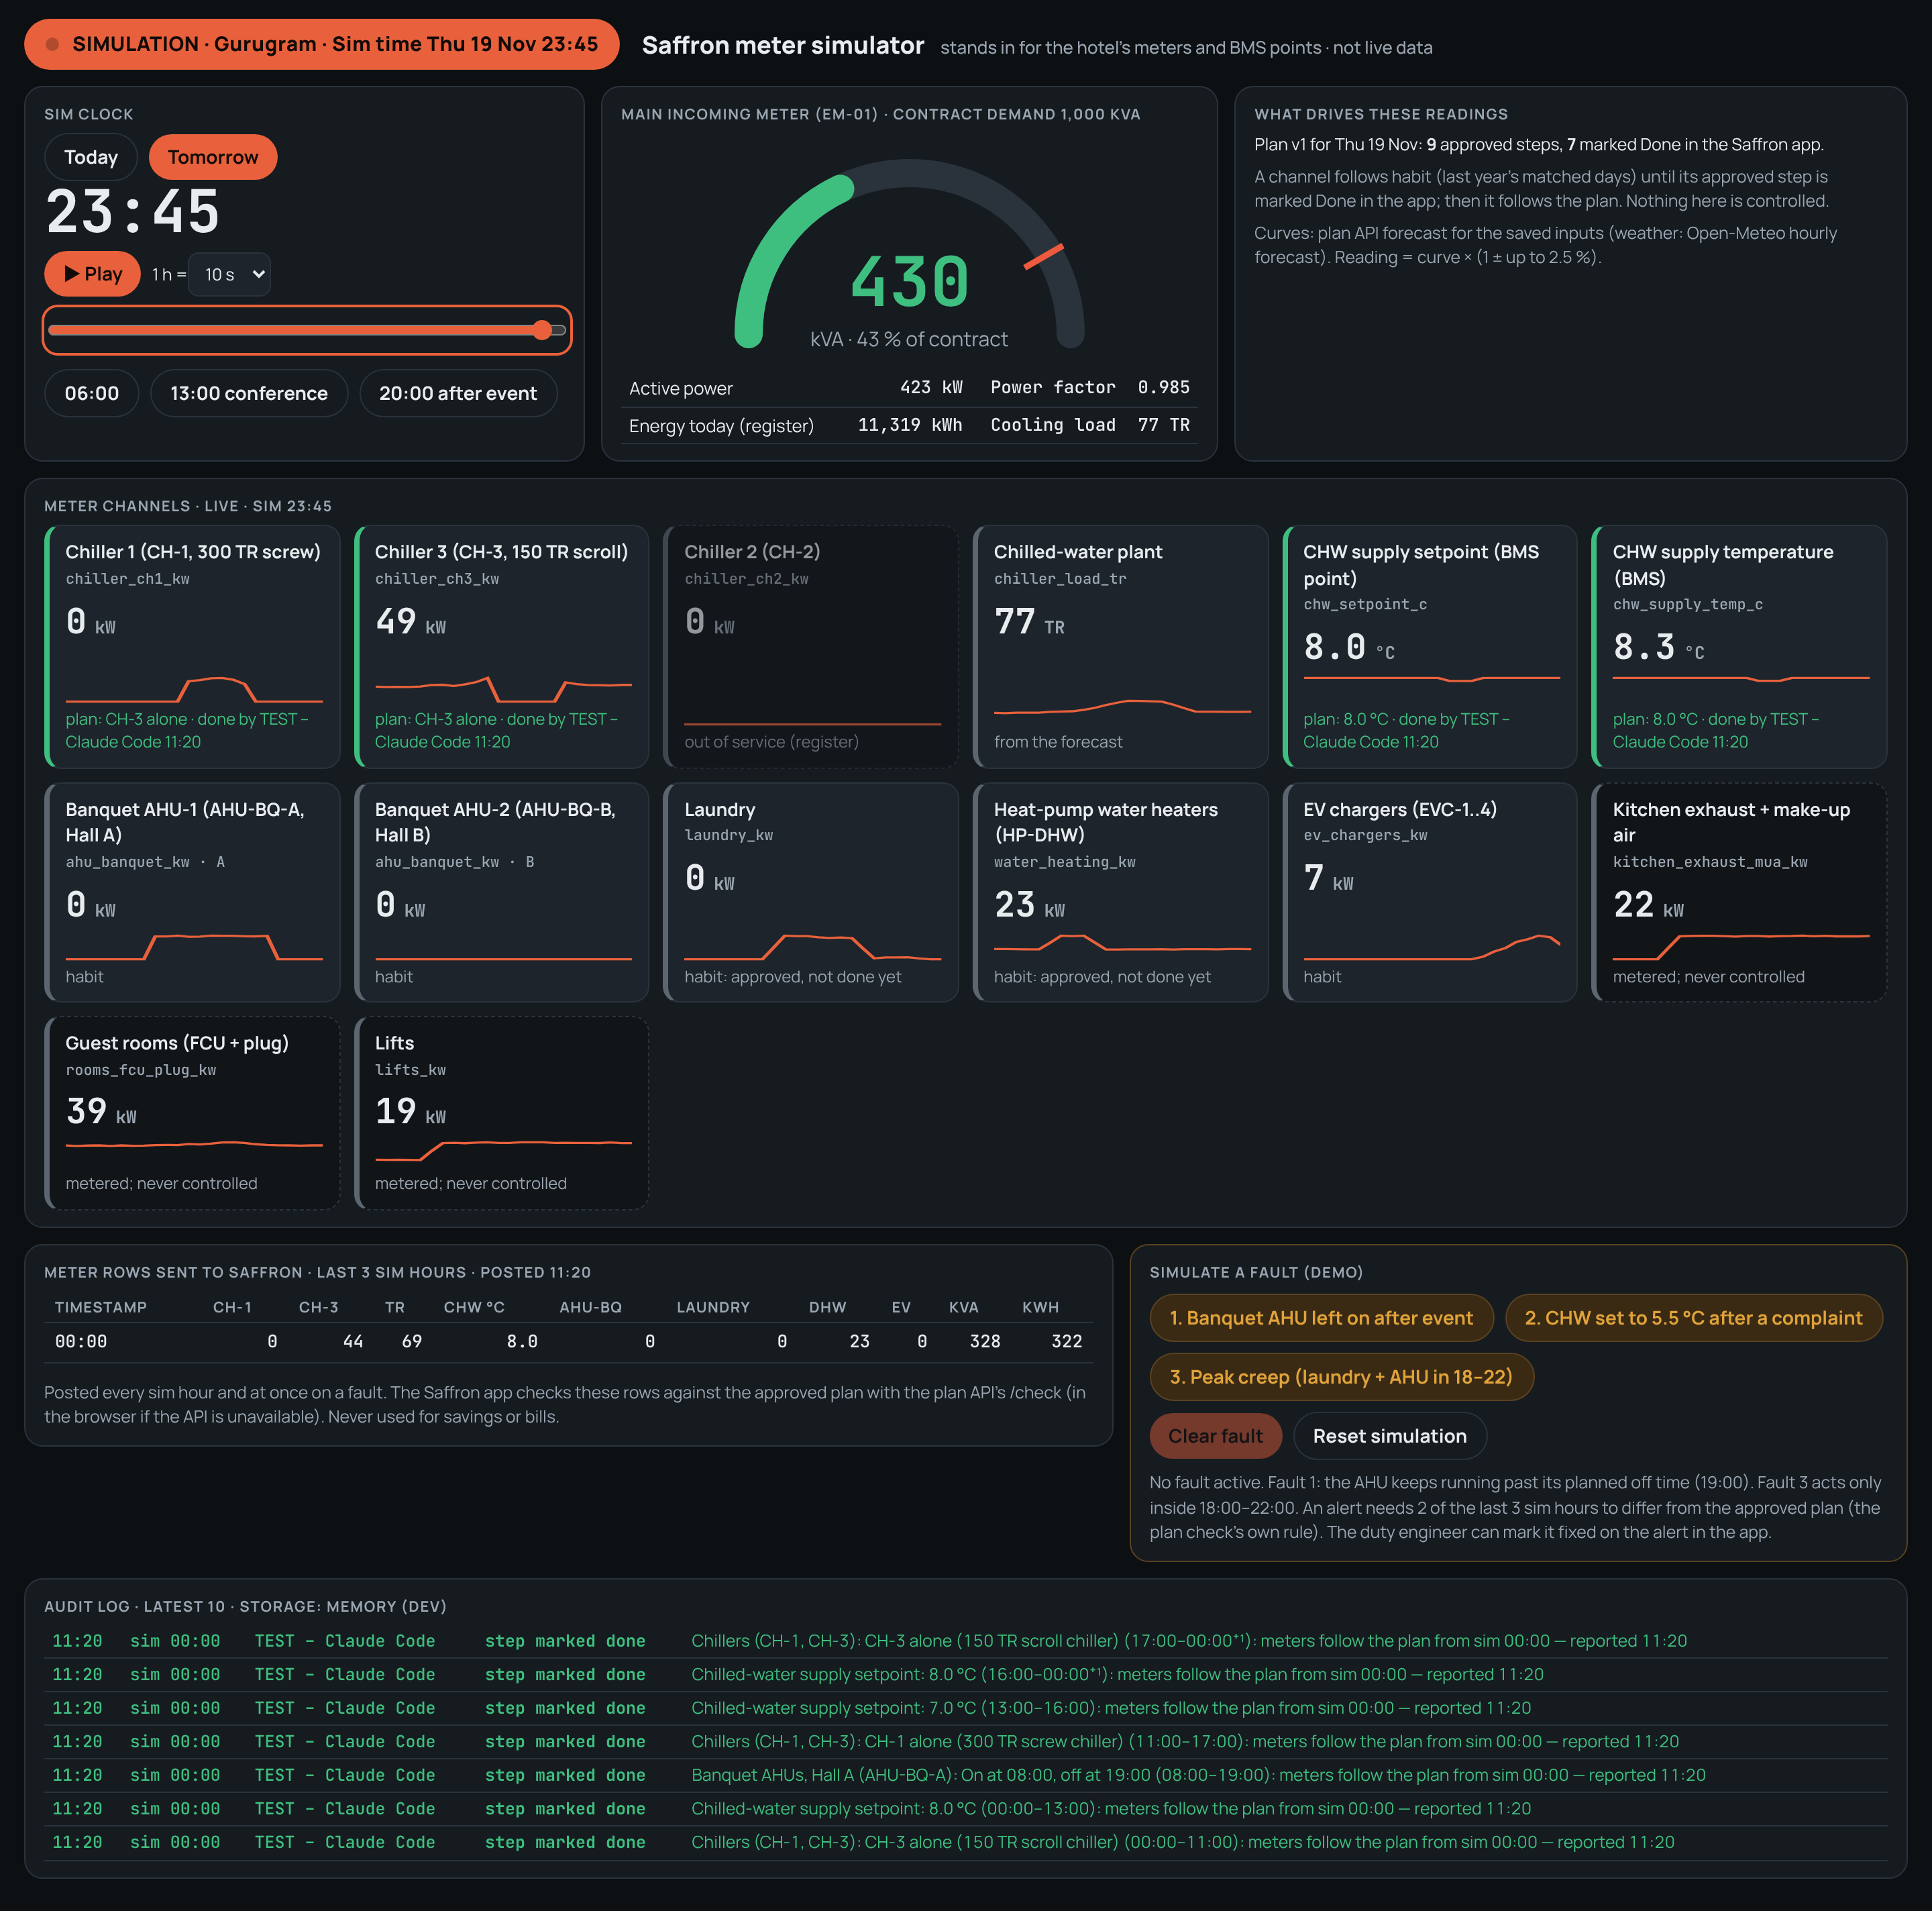 SIMULATION · Gurugram · Sim time Thu 19 Nov 23:45
Saffron meter simulator
stands in for the hotel's meters and BMS points · not live data
SIM CLOCK
Today
Tomorrow
23:45
▶ Play
1 h =
10 s
06:00
13:00 conference
20:00 after event
MAIN INCOMING METER (EM-01) · CONTRACT DEMAND 1,000 KVA
430
kVA · 43 % of contract
Active power 423 kW Power factor 0.985
Energy today (register) 11,319 kWh Cooling load 77 TR
WHAT DRIVES THESE READINGS
Plan v1 for Thu 19 Nov: 9 approved steps, 7 marked Done in the Saffron app.
A channel follows habit (last year's matched days) until its approved step is
marked Done in the app; then it follows the plan. Nothing here is controlled.
Curves: plan API forecast for the saved inputs (weather: Open-Meteo hourly
forecast). Reading = curve × (1 ± up to 2.5 %).
METER CHANNELS · LIVE · SIM 23:45
Chiller 1 (CH-1, 300 TR screw)
chiller_ch1_kw
0 kW
plan: CH-3 alone · done by TEST –
Claude Code 11:20
Chiller 3 (CH-3, 150 TR scroll)
chiller_ch3_kw
49 kW
plan: CH-3 alone · done by TEST –
Claude Code 11:20
Chiller 2 (CH-2)
chiller_ch2_kw
0 kW
out of service (register)
Chilled-water plant
chiller_load_tr
77 TR
from the forecast
CHW supply setpoint (BMS
point)
chw_setpoint_c
8.0 °C
plan: 8.0 °C · done by TEST –
Claude Code 11:20
CHW supply temperature
(BMS)
chw_supply_temp_c
8.3 °C
plan: 8.0 °C · done by TEST –
Claude Code 11:20
Banquet AHU-1 (AHU-BQ-A,
Hall A)
ahu_banquet_kw · A
0 kW
habit
Banquet AHU-2 (AHU-BQ-B,
Hall B)
ahu_banquet_kw · B
0 kW
habit
Laundry
laundry_kw
0 kW
habit: approved, not done yet
Heat-pump water heaters
(HP-DHW)
water_heating_kw
23 kW
habit: approved, not done yet
EV chargers (EVC-1..4)
ev_chargers_kw
7 kW
habit
Kitchen exhaust + make-up
air
kitchen_exhaust_mua_kw
22 kW
metered; never controlled
Guest rooms (FCU + plug)
rooms_fcu_plug_kw
39 kW
metered; never controlled
Lifts
lifts_kw
19 kW
metered; never controlled
METER ROWS SENT TO SAFFRON · LAST 3 SIM HOURS · POSTED 11:20
TIMESTAMP CH-1 CH-3 TR CHW °C AHU-BQ LAUNDRY DHW EV KVA KWH
00:00 0 44 69 8.0 0 0 23 0 328 322
Posted every sim hour and at once on a fault. The Saffron app checks these rows against the approved plan with the plan API's /check (in
the browser if the API is unavailable). Never used for savings or bills.
SIMULATE A FAULT (DEMO)
1. Banquet AHU left on after event
2. CHW set to 5.5 °C after a complaint
3. Peak creep (laundry + AHU in 18–22)
Clear fault
Reset simulation
No fault active. Fault 1: the AHU keeps running past its planned off time (19:00). Fault 3 acts only
inside 18:00–22:00. An alert needs 2 of the last 3 sim hours to differ from the approved plan (the
plan check's own rule). The duty engineer can mark it fixed on the alert in the app.
AUDIT LOG · LATEST 10 · STORAGE: MEMORY (DEV)
11:20 sim 00:00 TEST – Claude Code step marked done Chillers (CH-1, CH-3): CH-3 alone (150 TR scroll chiller) (17:00–00:00⁺¹): meters follow the plan from sim 00:00 — reported 11:20
11:20 sim 00:00 TEST – Claude Code step marked done Chilled-water supply setpoint: 8.0 °C (16:00–00:00⁺¹): meters follow the plan from sim 00:00 — reported 11:20
11:20 sim 00:00 TEST – Claude Code step marked done Chilled-water supply setpoint: 7.0 °C (13:00–16:00): meters follow the plan from sim 00:00 — reported 11:20
11:20 sim 00:00 TEST – Claude Code step marked done Chillers (CH-1, CH-3): CH-1 alone (300 TR screw chiller) (11:00–17:00): meters follow the plan from sim 00:00 — reported 11:20
11:20 sim 00:00 TEST – Claude Code step marked done Banquet AHUs, Hall A (AHU-BQ-A): On at 08:00, off at 19:00 (08:00–19:00): meters follow the plan from sim 00:00 — reported 11:20
11:20 sim 00:00 TEST – Claude Code step marked done Chilled-water supply setpoint: 8.0 °C (00:00–13:00): meters follow the plan from sim 00:00 — reported 11:20
11:20 sim 00:00 TEST – Claude Code step marked done Chillers (CH-1, CH-3): CH-3 alone (150 TR scroll chiller) (00:00–11:00): meters follow the plan from sim 00:00 — reported 11:20